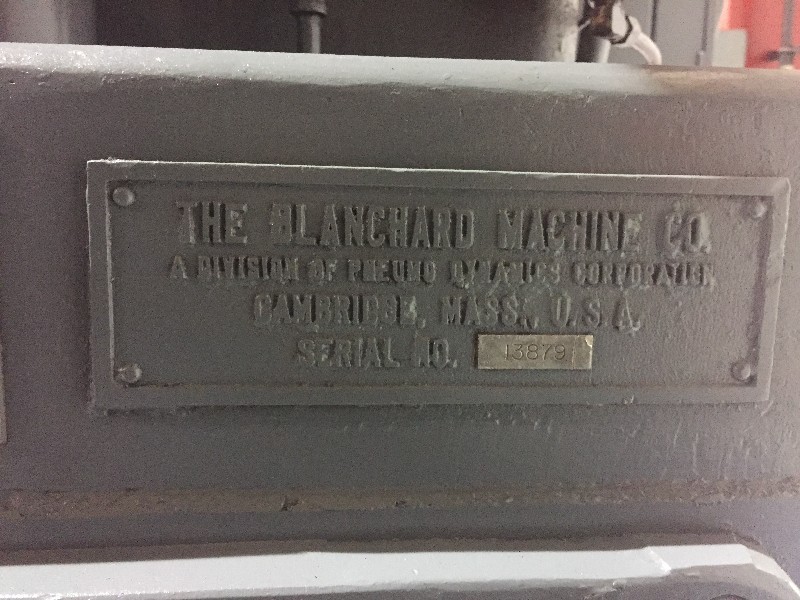 THE BLANCHARD MACHINE CO.
A DIVISION OF PNEUMO DYNAMICS CORPORATION
CAMBRIDGE, MASS., U.S.A.
SERIAL NO. 13879